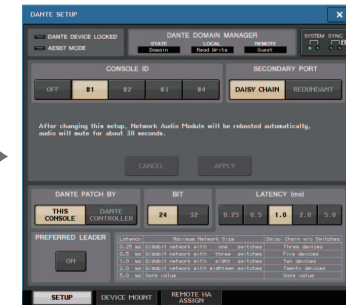 DANTE SETUP
DANTE DEVICE LOCKED
AES67 MODE
DANTE DOMAIN MANAGER
STATE LOCAL REMOTE
Domain Read Write Guest
SYSTEM SYNC
CONSOLE ID
OFF #1 #2 #3 #4
SECONDARY PORT
DAISY CHAIN REDUNDANT
After changing this setup, Network Audio Module will be rebooted automatically,
audio will mute for about 30 seconds.
CANCEL APPLY
DANTE PATCH BY
THIS CONSOLE DANTE CONTROLLER
BIT
24 32
LATENCY (ms)
0.25 0.5 1.0 2.0 5.0
PREFERRED LEADER
ON
Latency Maximum Network Size Daisy Chain w/o Switches
0.25 ms Gigabit network with one switches Three devices
0.5 ms Gigabit network with three switches Five devices
1.0 ms Gigabit network with eight switches Ten devices
2.0 ms Gigabit network with eighteen switches Twenty devices
5.0 ms Safe value Safe value
SETUP DEVICE MOUNT REMOTE HA ASSIGN